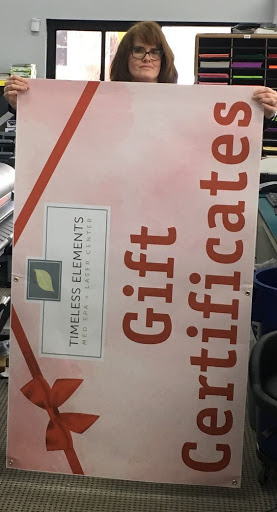 TIMELESS ELEMENTS
MED SPA + LASER CENTER
Gift
Certificates